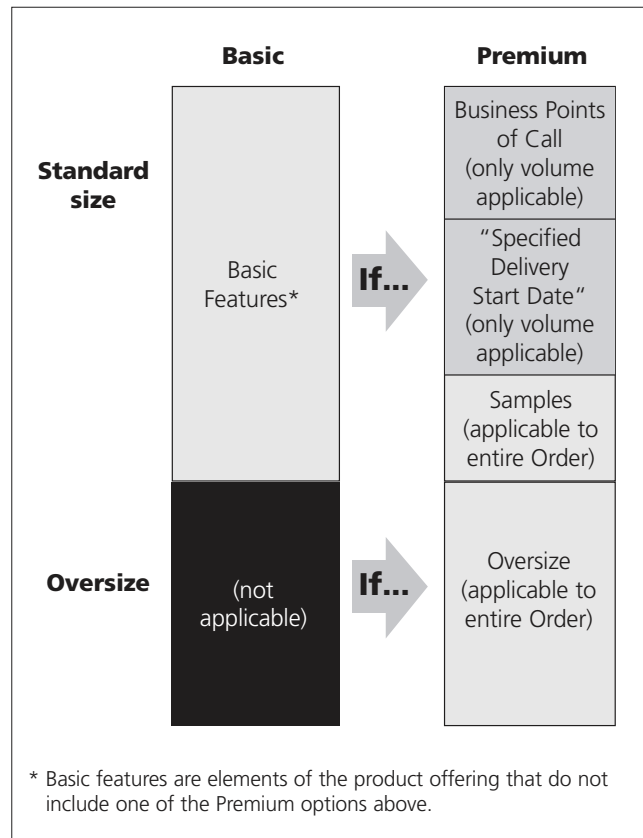 Basic
Premium
Standard
size
Basic
Features*
If...
Business Points
of Call
(only volume
applicable)
“Specified
Delivery
Start Date“
(only volume
applicable)
Samples
(applicable to
entire Order)
Oversize
(not
applicable)
If...
Oversize
(applicable to
entire Order)
* Basic features are elements of the product offering that do not
include one of the Premium options above.